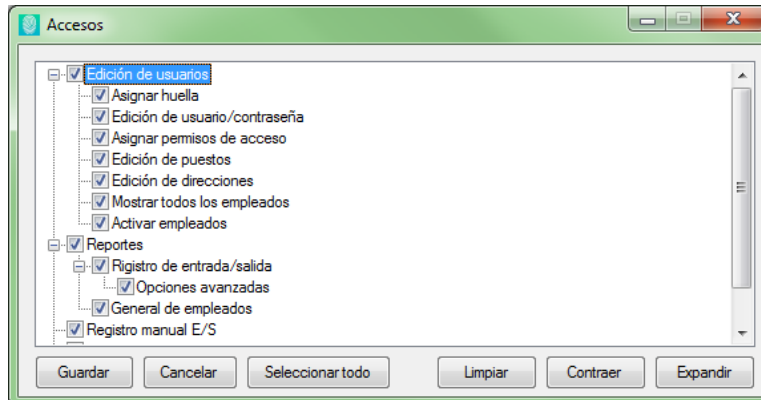 Accesos
Edición de usuarios
Asignar huella
Edición de usuario/contraseña
Asignar permisos de acceso
Edición de puestos
Edición de direcciones
Mostrar todos los empleados
Activar empleados
Reportes
Rigistro de entrada/salida
Opciones avanzadas
General de empleados
Registro manual E/S
Guardar Cancelar Seleccionar todo Limpiar Contraer Expandir